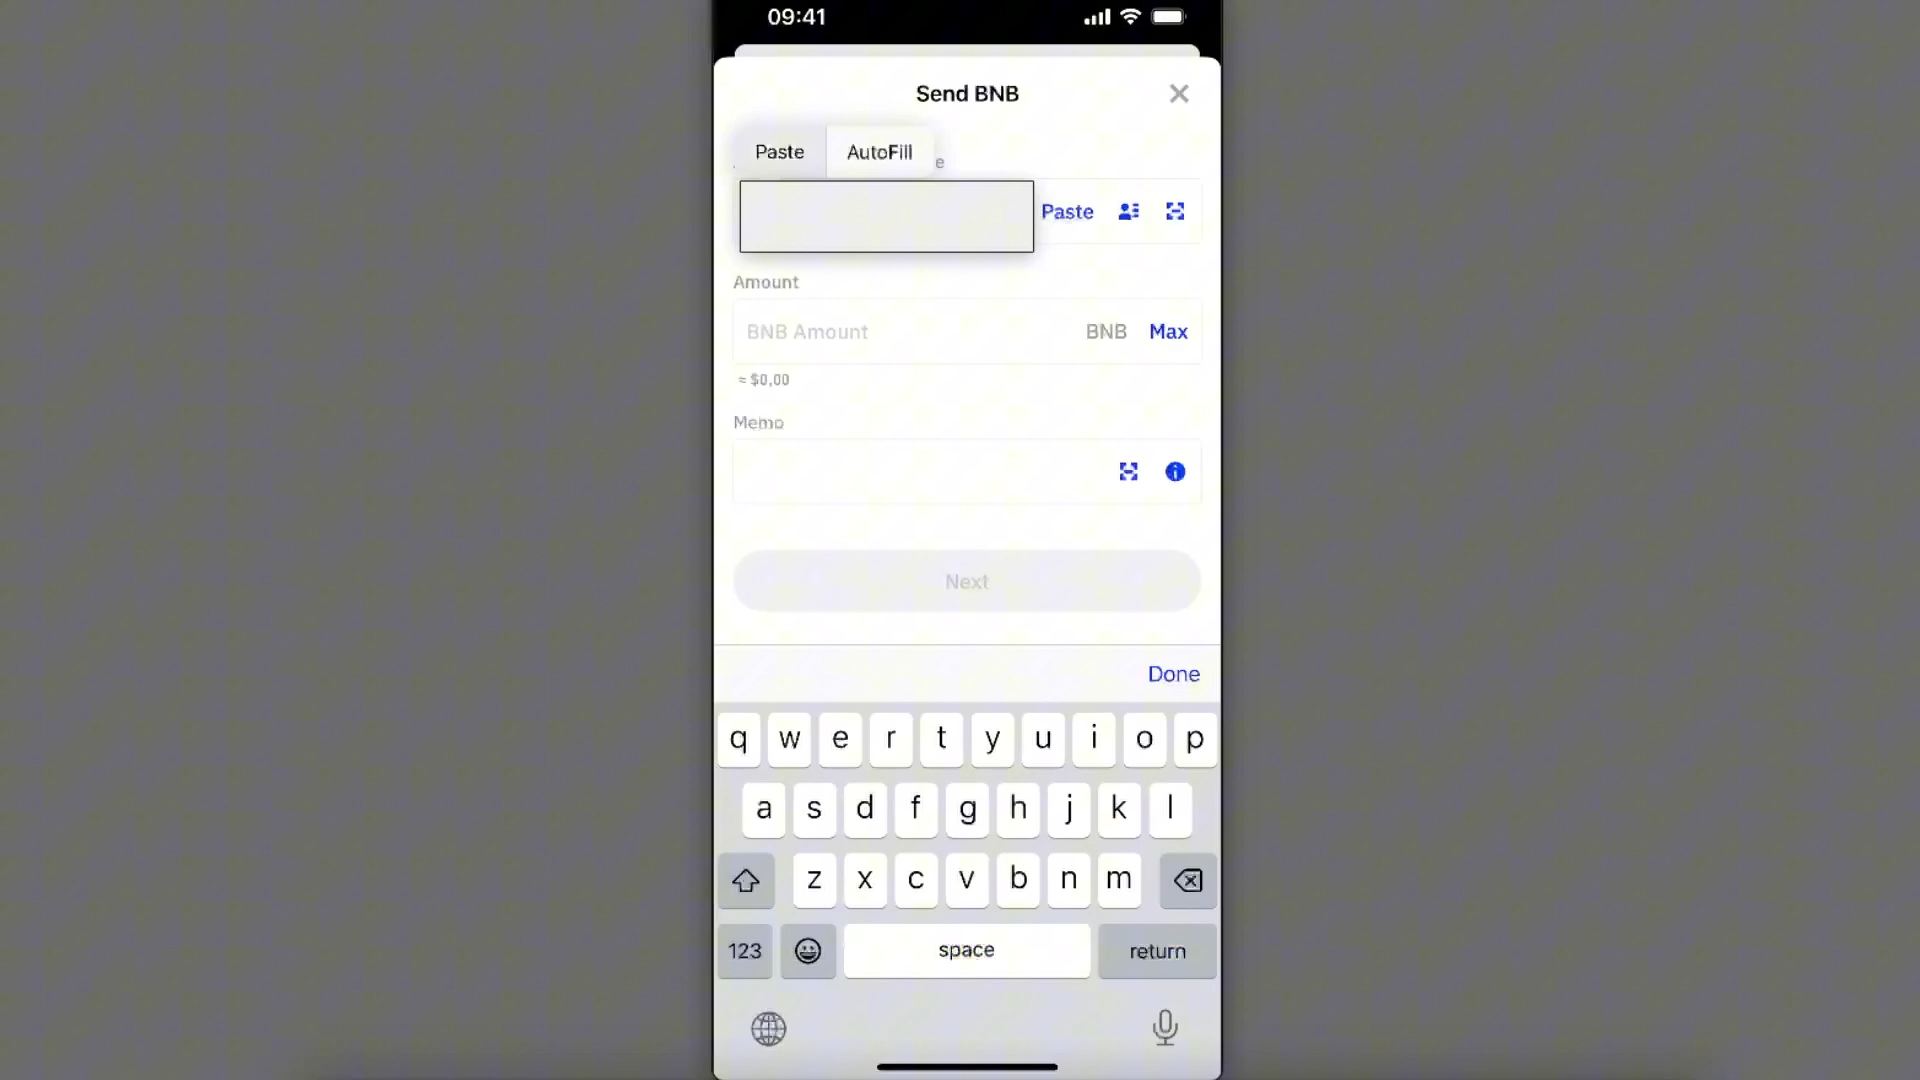 09:41
Send BNB
Paste AutoFill e
Paste
Amount
BNB Amount BNB Max
≈ $0,00
Memo
Next
Done
q w e r t y u i o p
a s d f g h j k l
z x c v b n m
123 space return